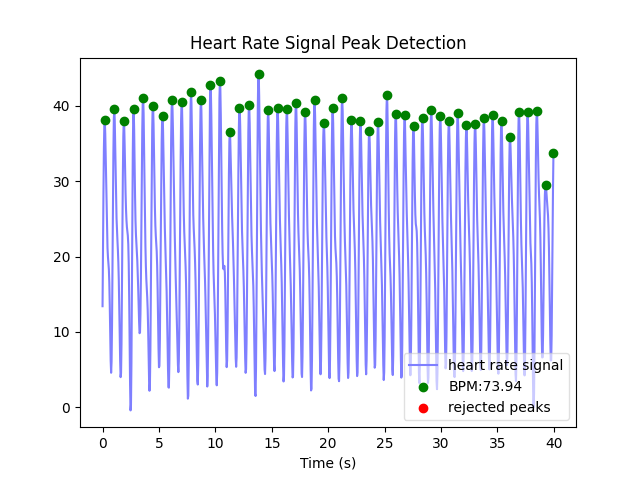 Heart Rate Signal Peak Detection
40
30
20
10
0
heart rate signal
BPM:73.94
rejected peaks
0 5 10 15 20 25 30 35 40
Time (s)